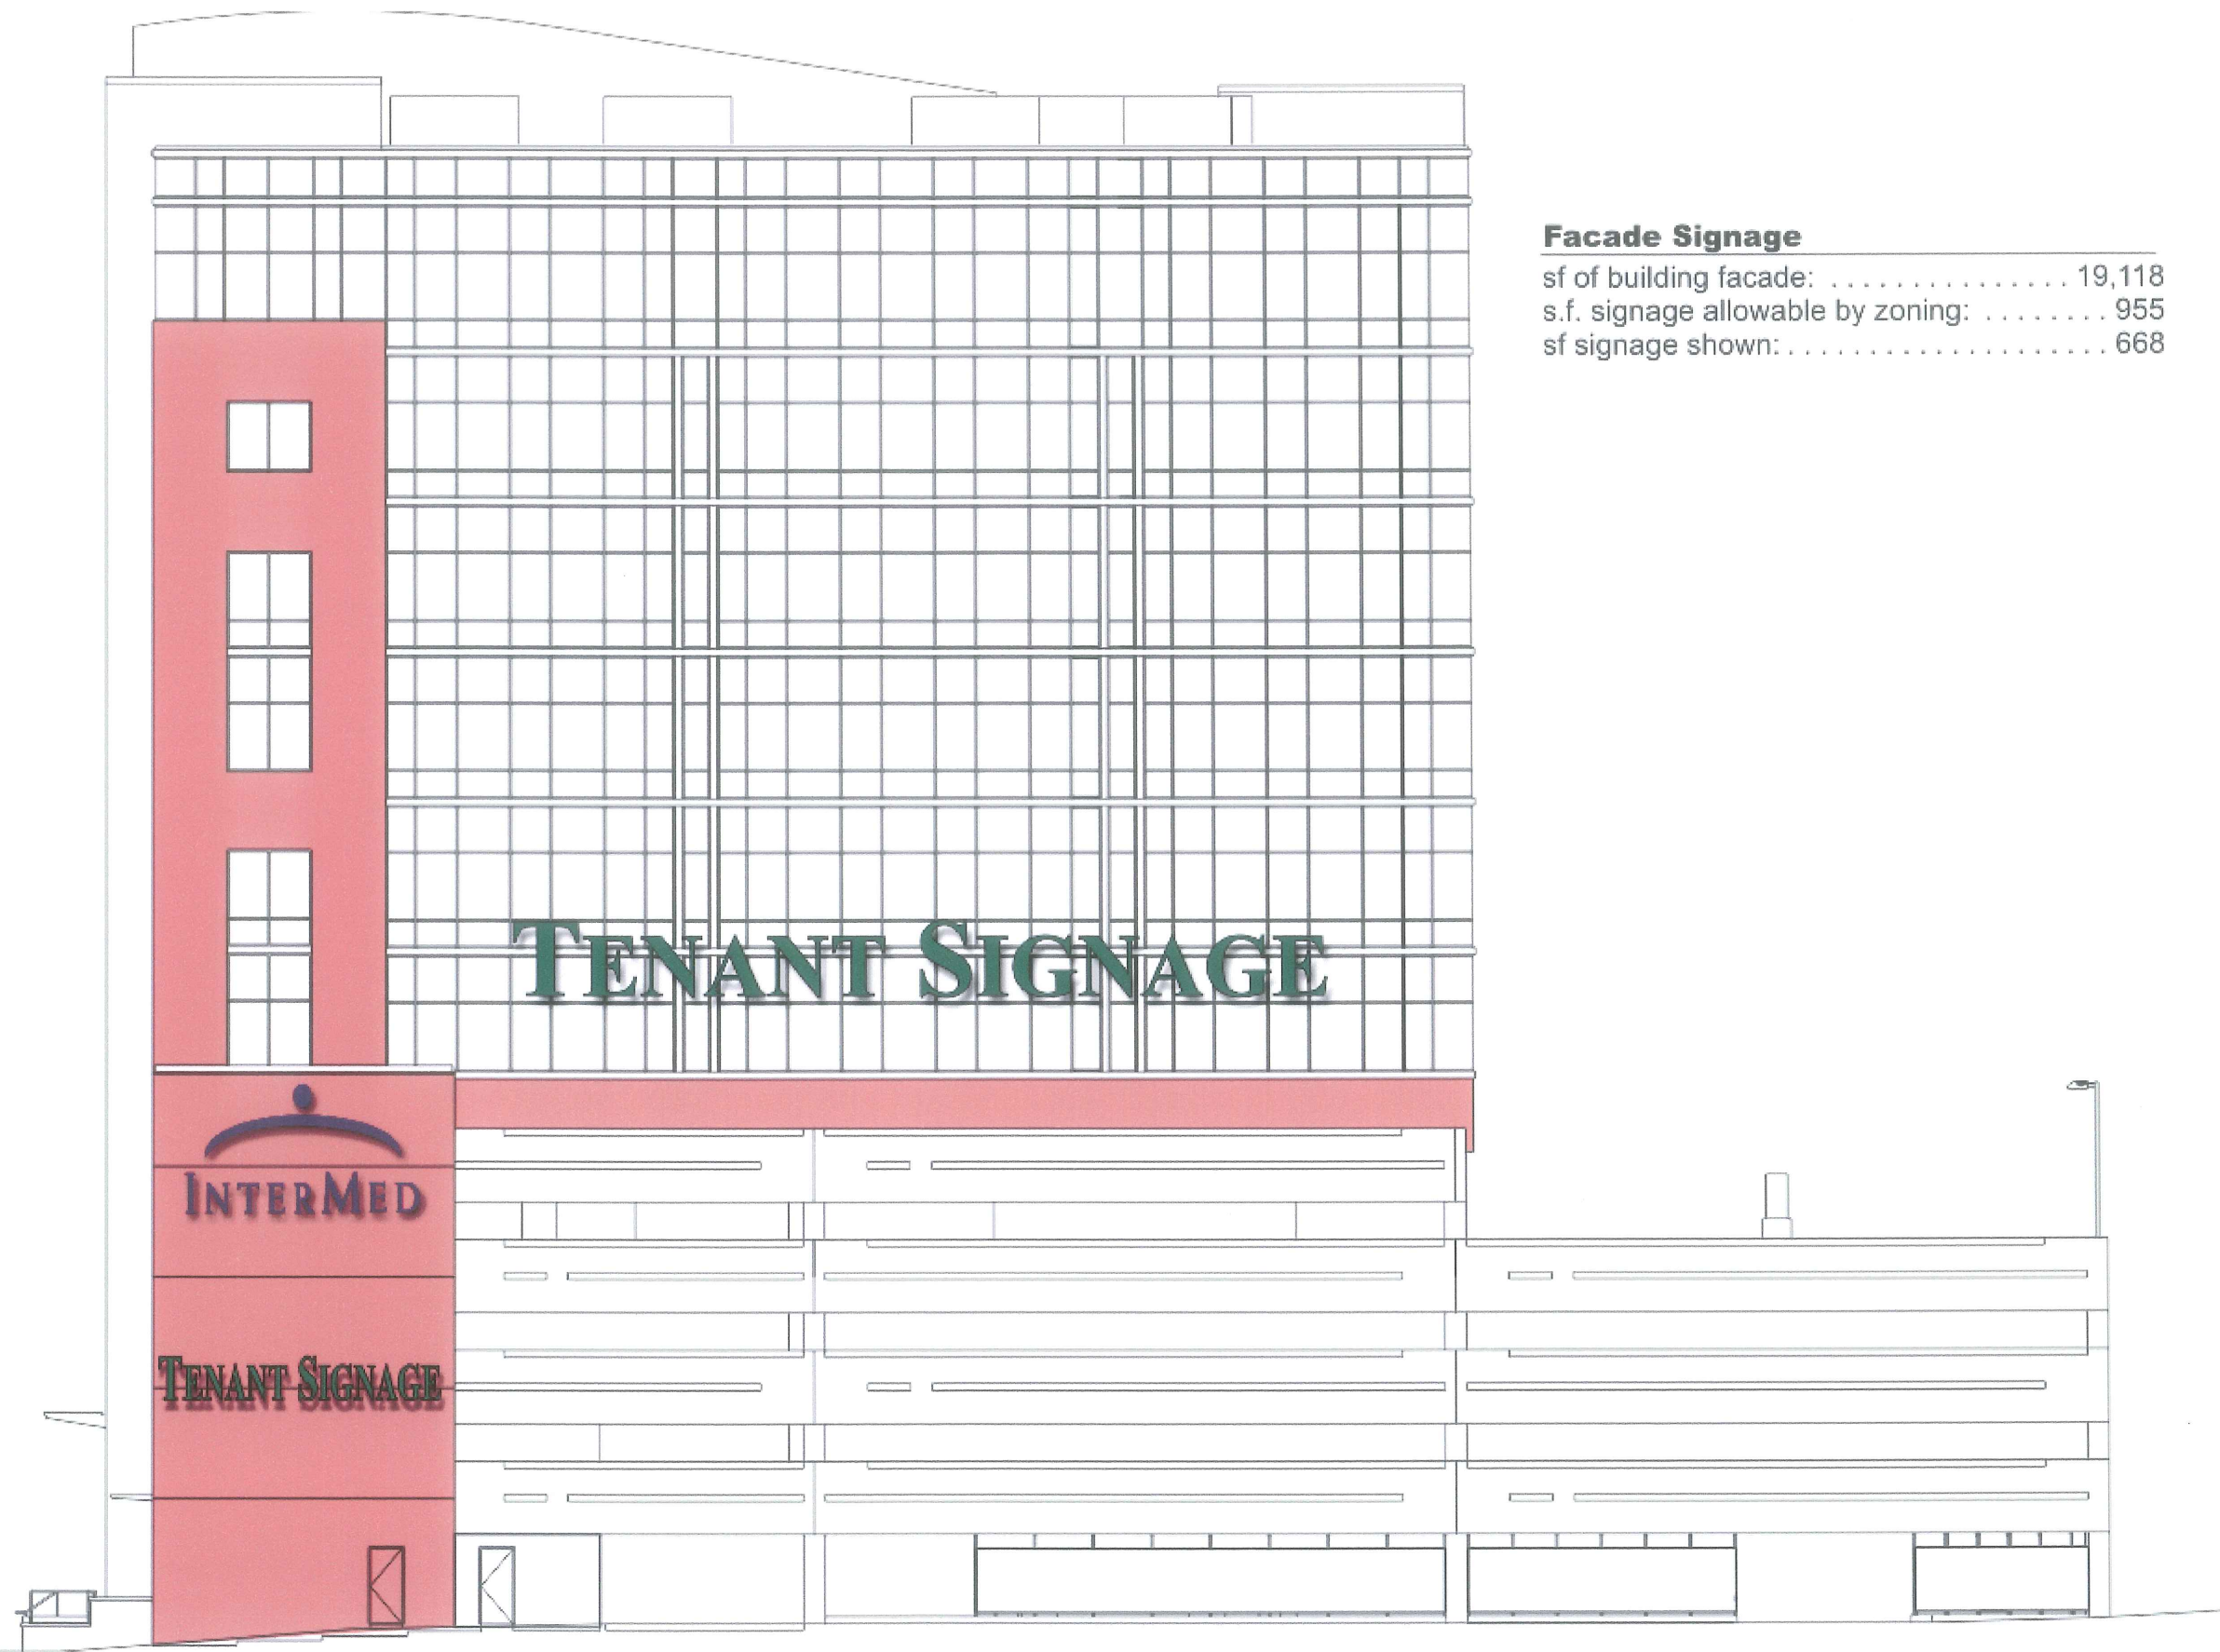 Facade Signage
sf of building facade: . . . . . . . . . . . . . . . 19,118
s.f. signage allowable by zoning: . . . . . . . . 955
sf signage shown: . . . . . . . . . . . . . . . . . . . . 668
TENANT SIGNAGE
INTERMED
TENANT SIGNAGE